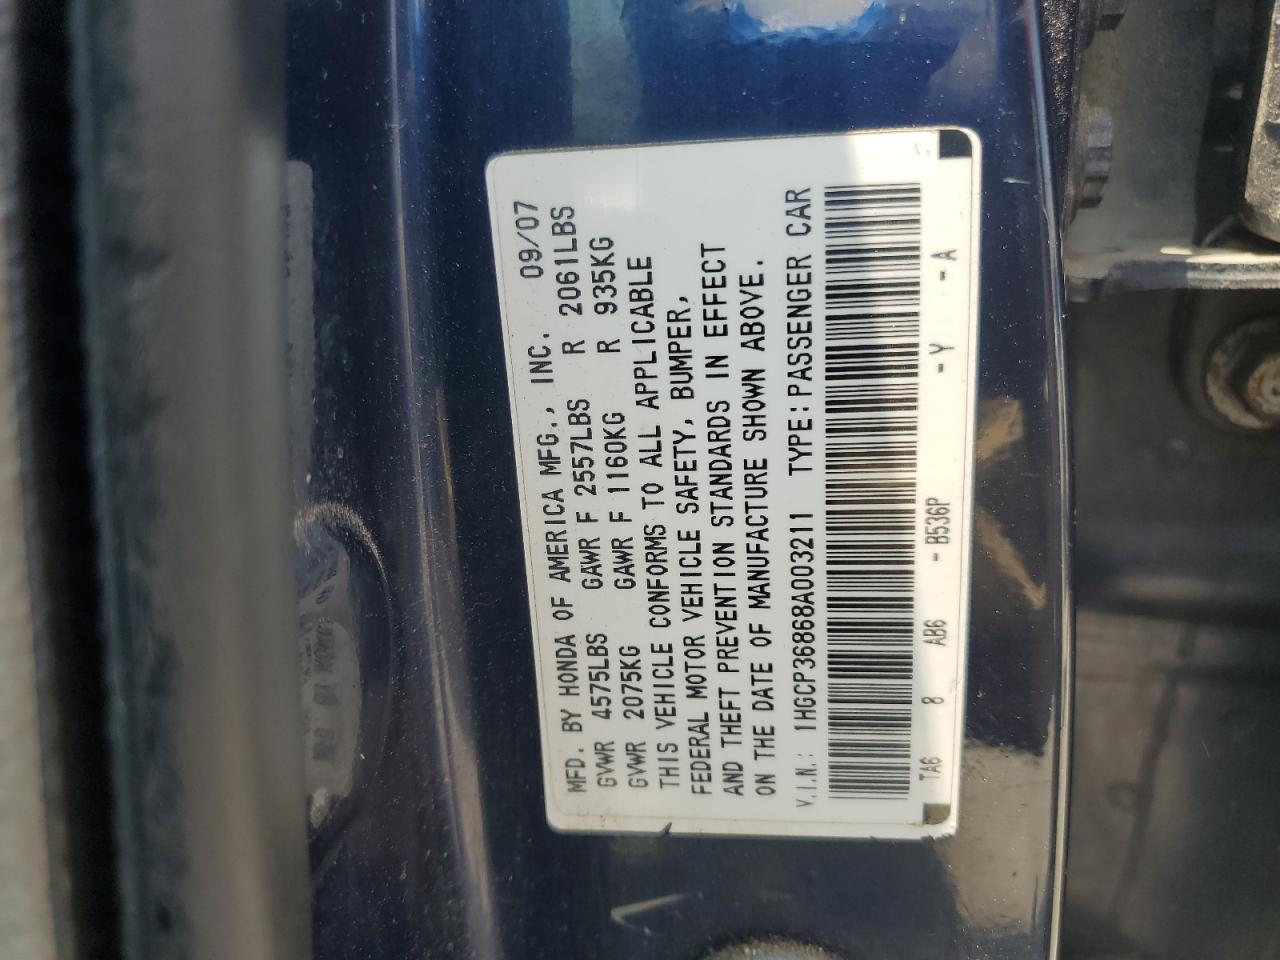 MFD. BY HONDA OF AMERICA MFG., INC. 09/07
GVWR 4575LBS GAWR F 2557LBS R 2061LBS
GVWR 2075KG GAWR F 1160KG R 935KG
THIS VEHICLE CONFORMS TO ALL APPLICABLE
FEDERAL MOTOR VEHICLE SAFETY, BUMPER,
AND THEFT PREVENTION STANDARDS IN EFFECT
ON THE DATE OF MANUFACTURE SHOWN ABOVE.
V.I.N.: 1HGCP36868A003211 TYPE: PASSENGER CAR
TA6 8 AB6 - B536P - Y - A